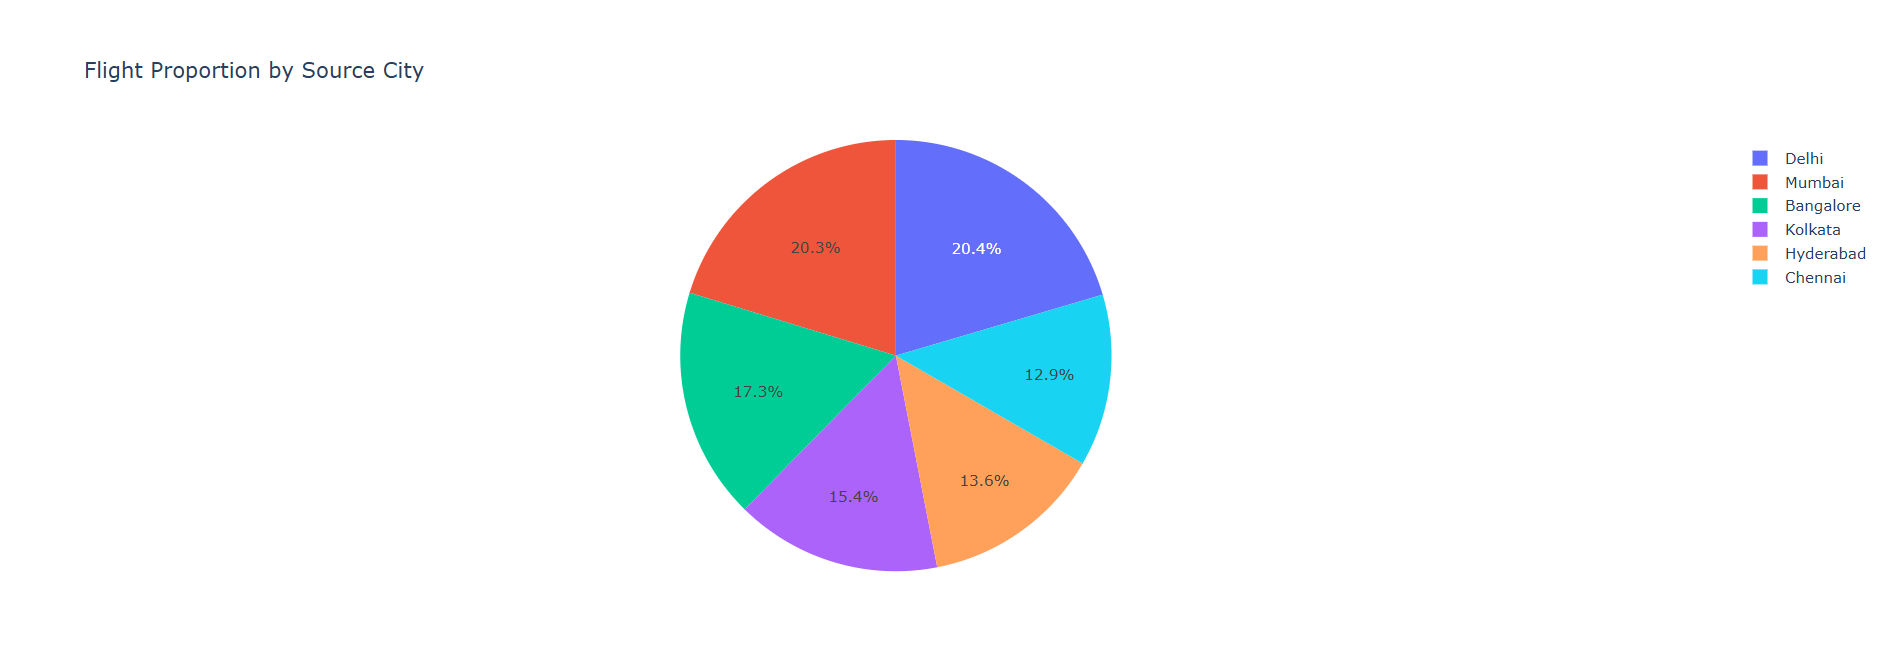 Flight Proportion by Source City
20.3%
20.4%
17.3%
12.9%
15.4%
13.6%
Delhi
Mumbai
Bangalore
Kolkata
Hyderabad
Chennai